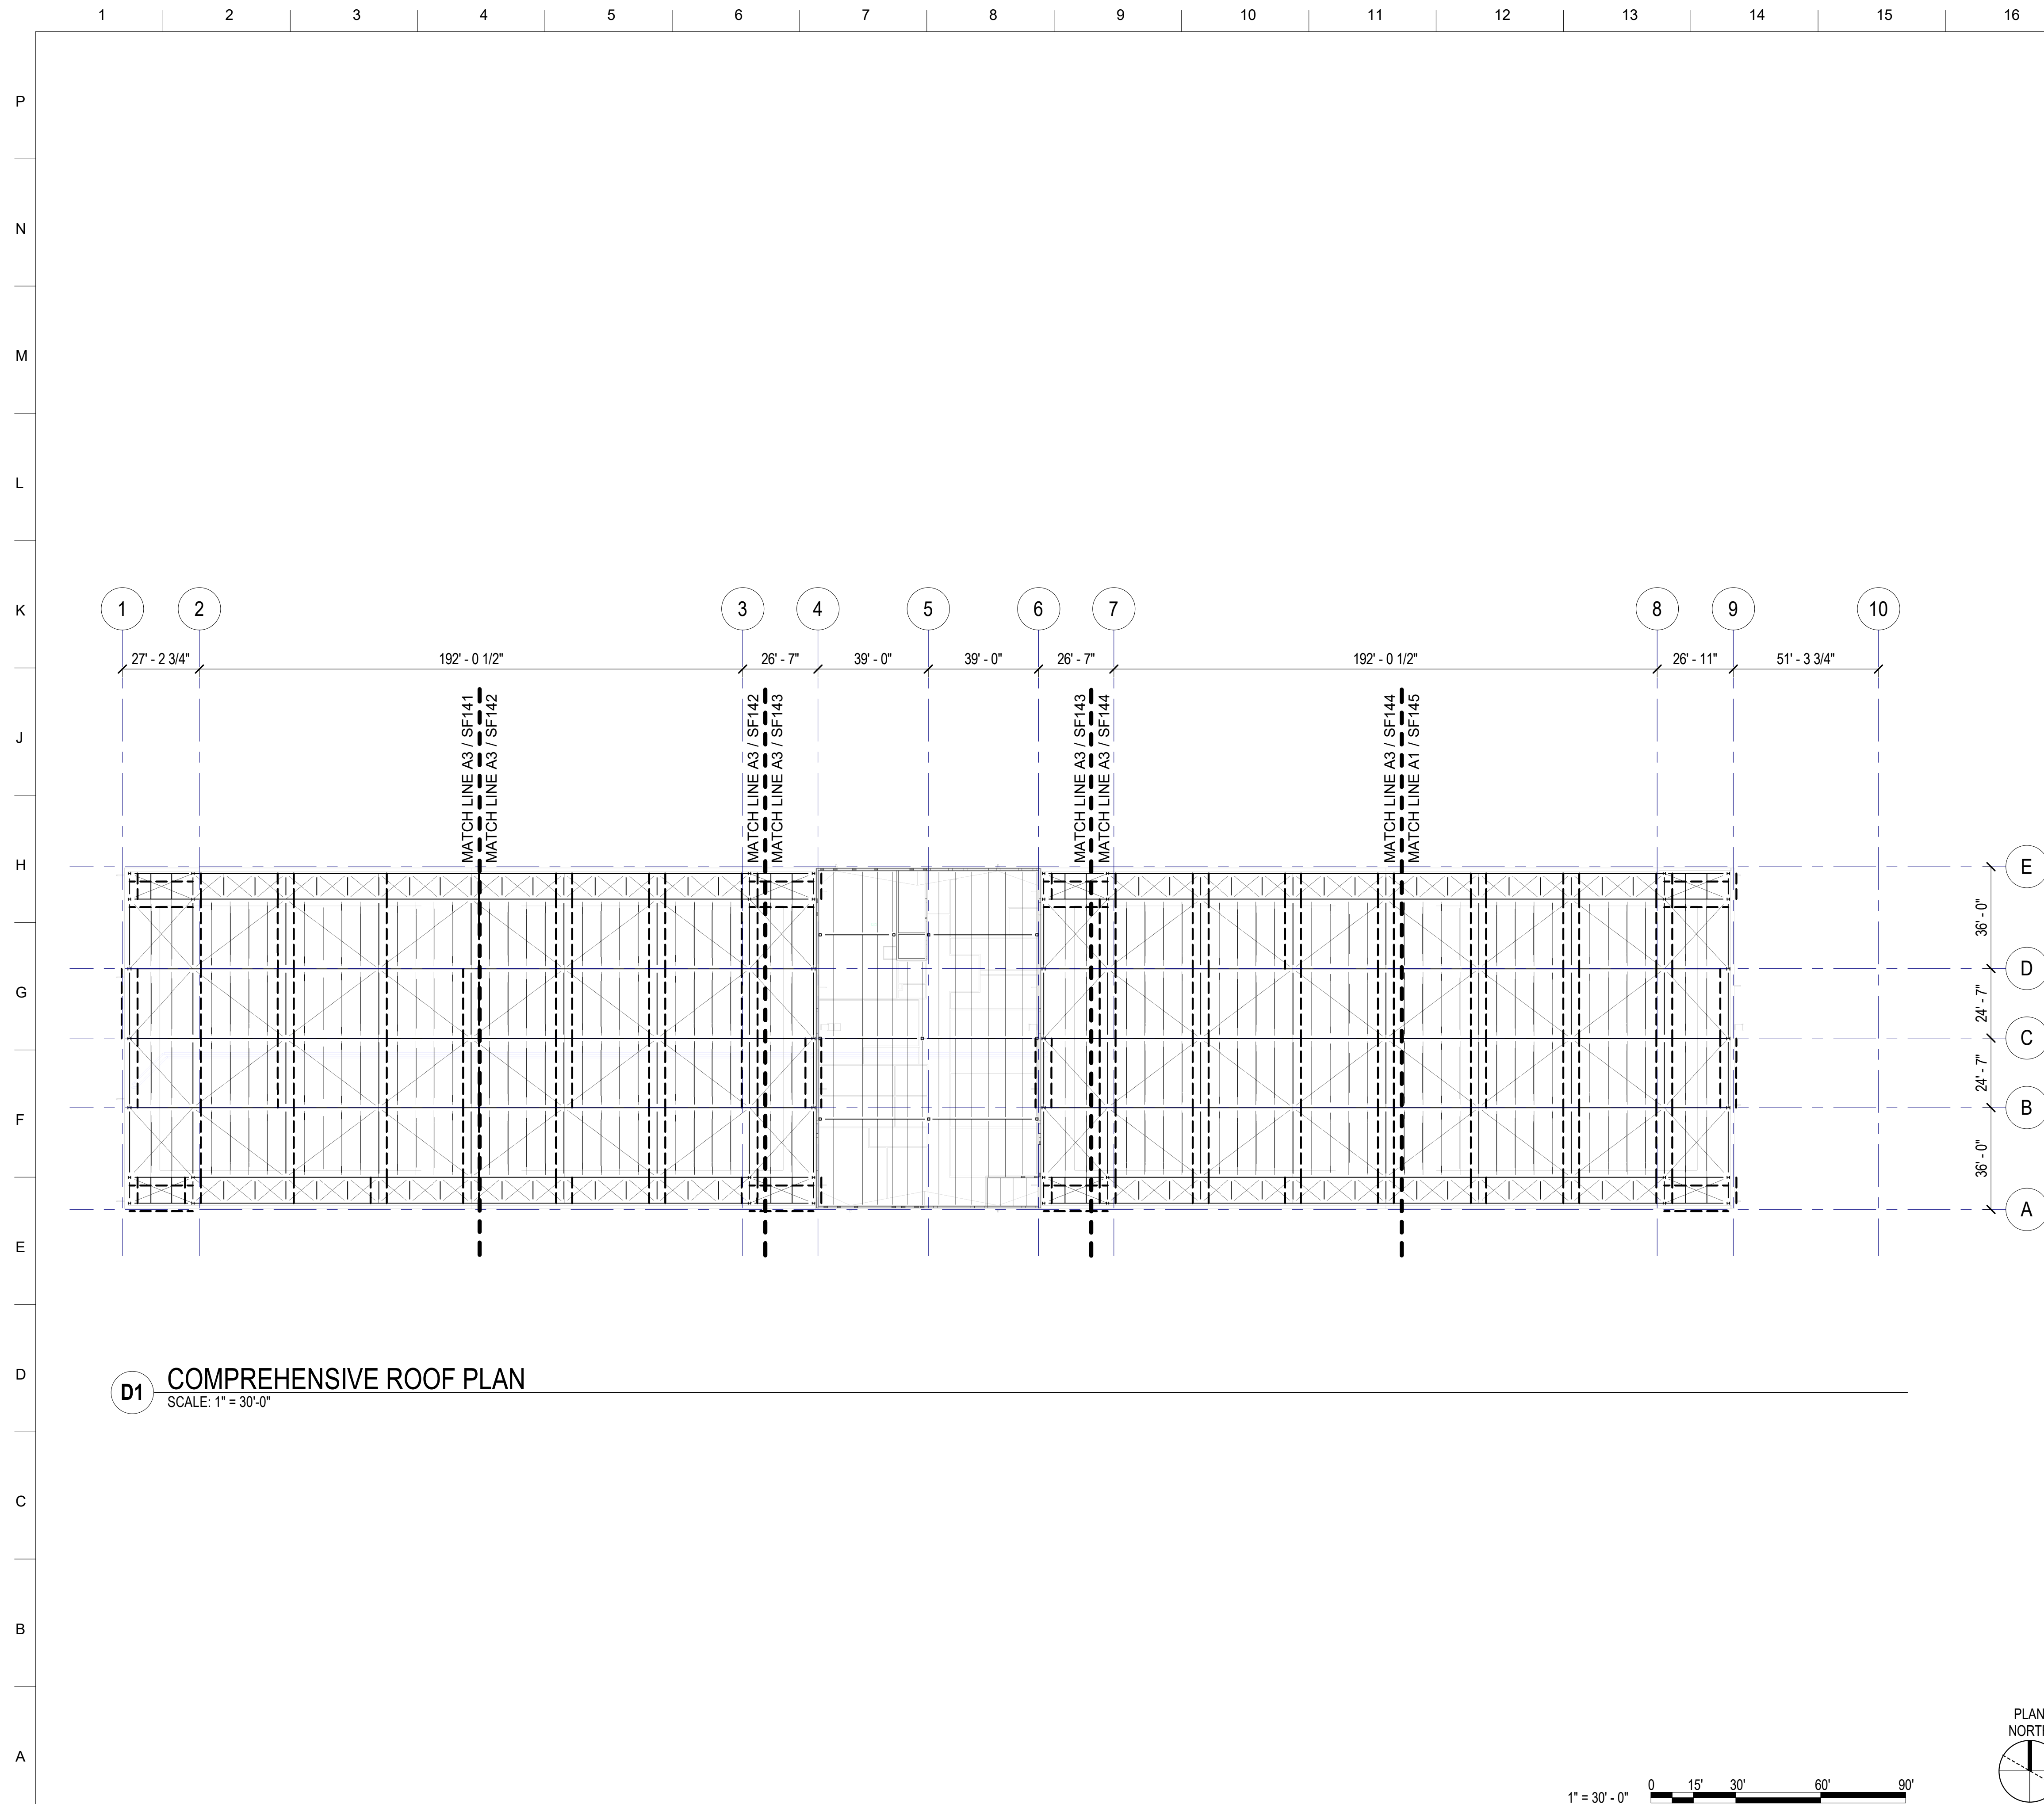 1 2 3 4 5 6 7 8 9 10 11 12 13 14 15 16
P
N
M
L
K
J
H
G
F
E
D
C
B
A
1 2 3 4 5 6 7 8 9 10
27' - 2 3/4" 192' - 0 1/2" 26' - 7" 39' - 0" 39' - 0" 26' - 7" 192' - 0 1/2" 26' - 11" 51' - 3 3/4"
MATCH LINE A3 / SF141
MATCH LINE A3 / SF142
MATCH LINE A3 / SF142
MATCH LINE A3 / SF143
MATCH LINE A3 / SF143
MATCH LINE A3 / SF144
MATCH LINE A3 / SF144
MATCH LINE A1 / SF145
E
36' - 0"
D
24' - 7"
C
24' - 7"
B
36' - 0"
A
D1 COMPREHENSIVE ROOF PLAN
SCALE: 1" = 30'-0"
PLAN
1" = 30' - 0"
0 15' 30' 60' 90'